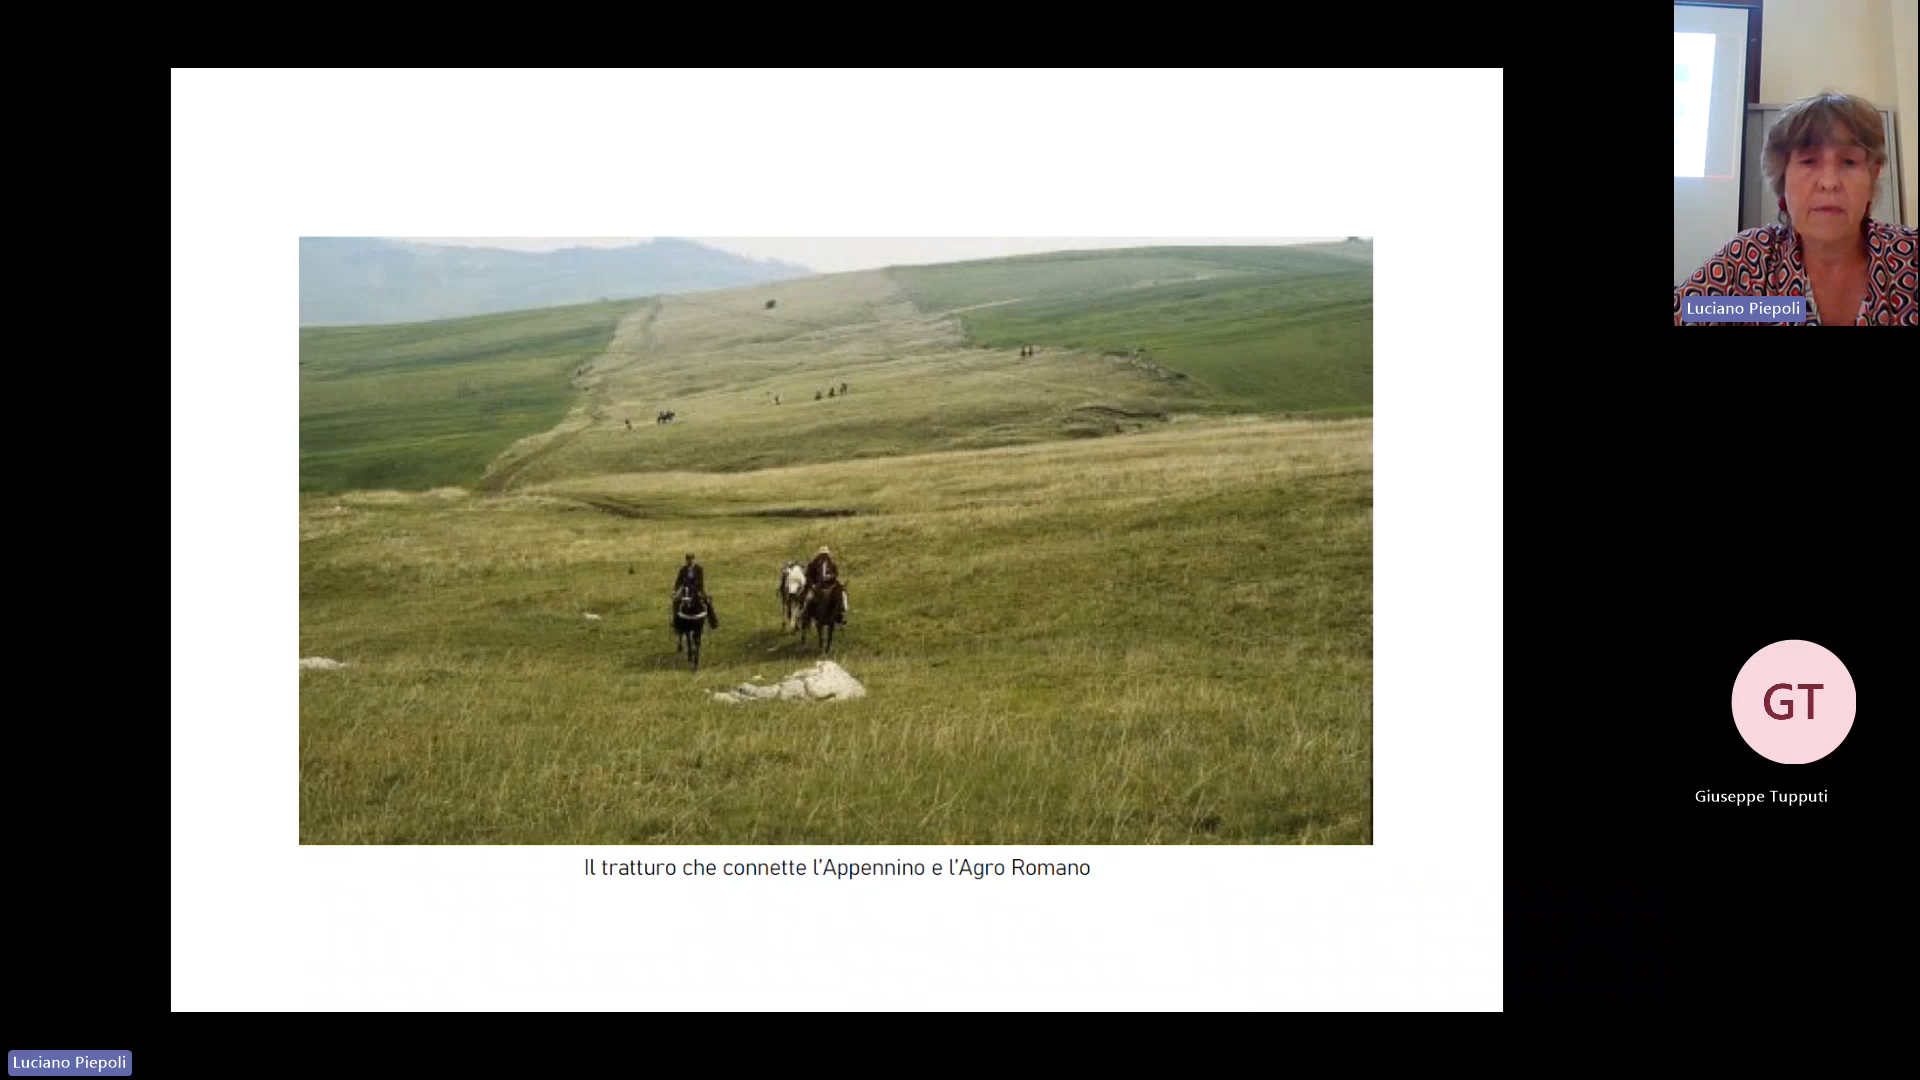 Il tratturo che connette l'Appennino e l'Agro Romano
Luciano Piepoli
GT
Giuseppe Tupputi
Luciano Piepoli